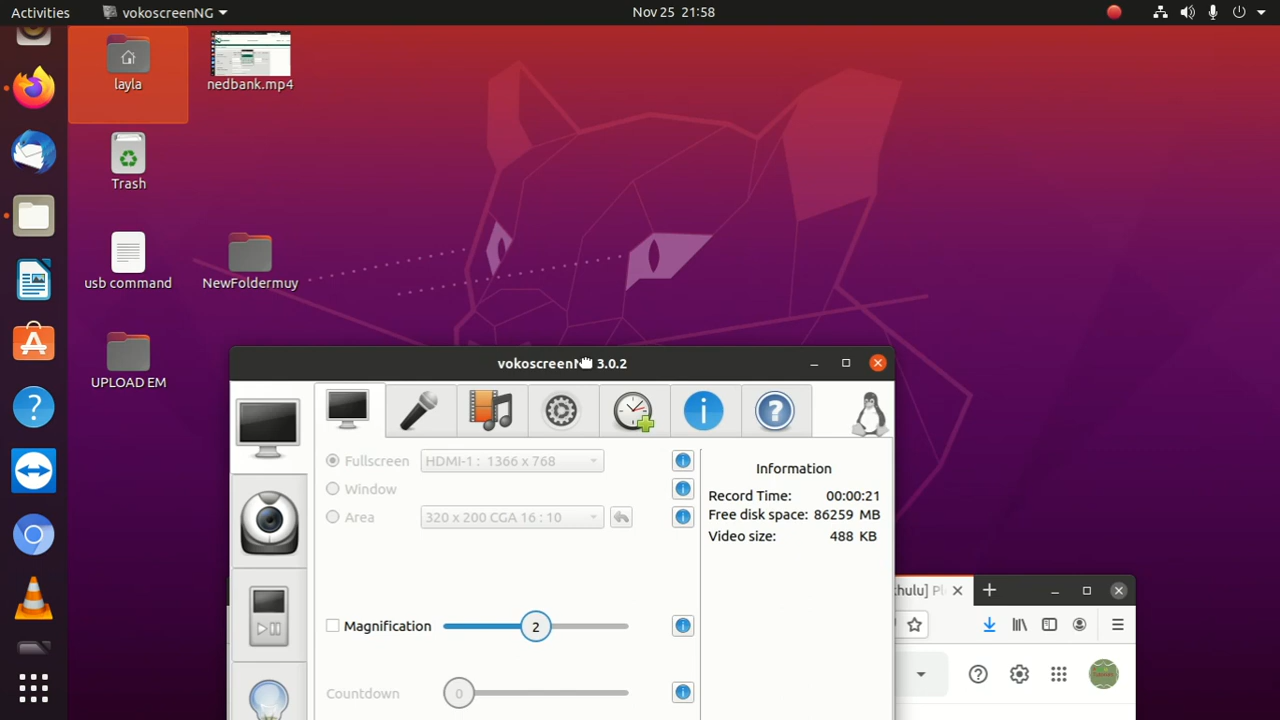 Activities
vokoscreenNG
Nov 25 21:58
layla
nedbank.mp4
Trash
usb command
NewFoldermuy
UPLOAD EM
3.0.2
Fullscreen
HDMI-1 : 1366 x 768
Window
Area
320 x 200 CGA 16 : 10
Magnification
2
Countdown
0
Information
Record Time: 00:00:21
Free disk space: 86259 MB
Video size: 488 KB